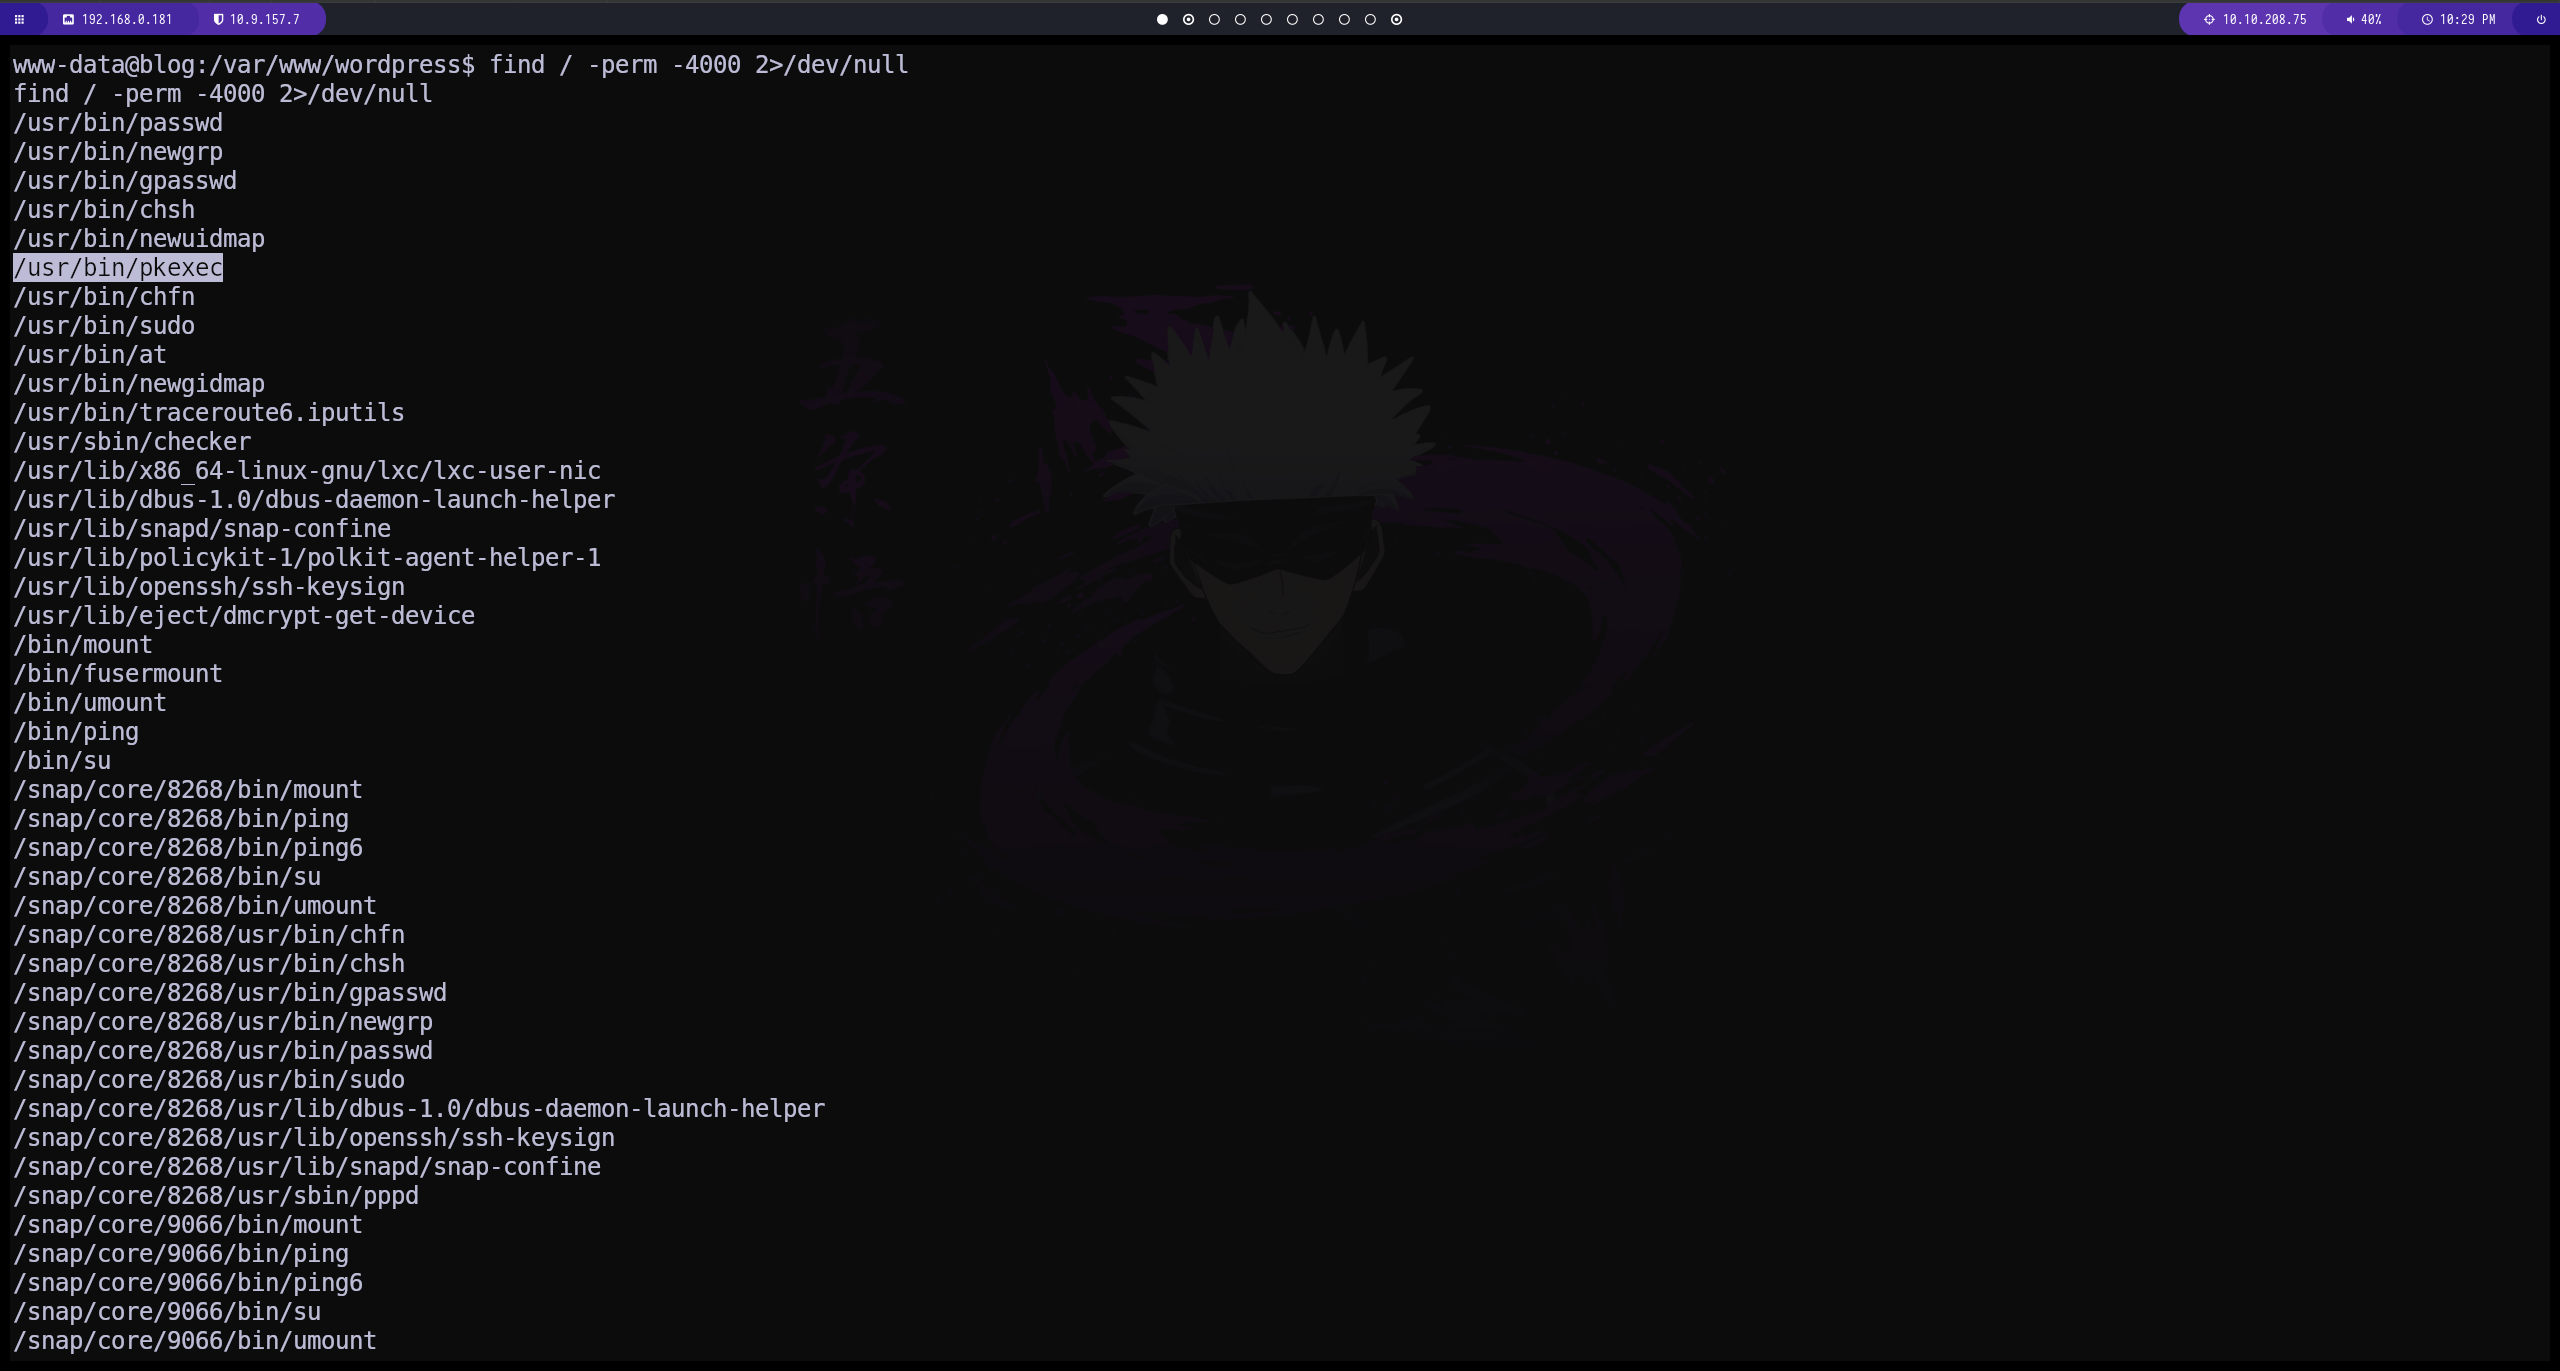 192.168.0.181 10.9.157.7 10.10.208.75 40% 10:29 PM
www-data@blog:/var/www/wordpress$ find / -perm -4000 2>/dev/null
find / -perm -4000 2>/dev/null
/usr/bin/passwd
/usr/bin/newgrp
/usr/bin/gpasswd
/usr/bin/chsh
/usr/bin/newuidmap
/usr/bin/pkexec
/usr/bin/chfn
/usr/bin/sudo
/usr/bin/at
/usr/bin/newgidmap
/usr/bin/traceroute6.iputils
/usr/sbin/checker
/usr/lib/x86_64-linux-gnu/lxc/lxc-user-nic
/usr/lib/dbus-1.0/dbus-daemon-launch-helper
/usr/lib/snapd/snap-confine
/usr/lib/policykit-1/polkit-agent-helper-1
/usr/lib/openssh/ssh-keysign
/usr/lib/eject/dmcrypt-get-device
/bin/mount
/bin/fusermount
/bin/umount
/bin/ping
/bin/su
/snap/core/8268/bin/mount
/snap/core/8268/bin/ping
/snap/core/8268/bin/ping6
/snap/core/8268/bin/su
/snap/core/8268/bin/umount
/snap/core/8268/usr/bin/chfn
/snap/core/8268/usr/bin/chsh
/snap/core/8268/usr/bin/gpasswd
/snap/core/8268/usr/bin/newgrp
/snap/core/8268/usr/bin/passwd
/snap/core/8268/usr/bin/sudo
/snap/core/8268/usr/lib/dbus-1.0/dbus-daemon-launch-helper
/snap/core/8268/usr/lib/openssh/ssh-keysign
/snap/core/8268/usr/lib/snapd/snap-confine
/snap/core/8268/usr/sbin/pppd
/snap/core/9066/bin/mount
/snap/core/9066/bin/ping
/snap/core/9066/bin/ping6
/snap/core/9066/bin/su
/snap/core/9066/bin/umount
五
条
悟